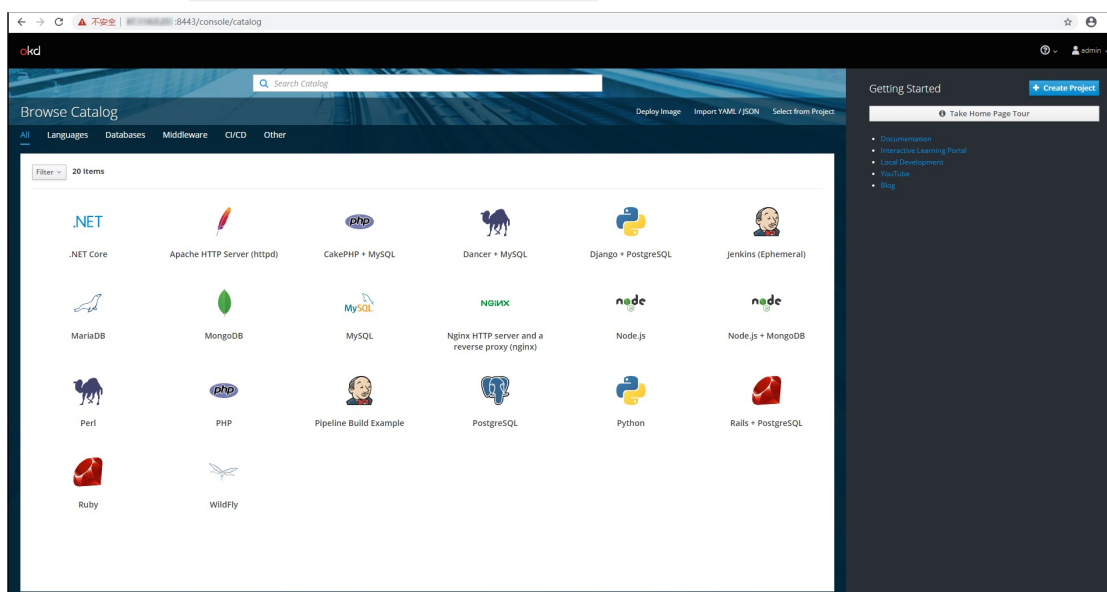 不安全
:8443/console/catalog
okd
admin
Search Catalog
Browse Catalog
Deploy Image Import YAML / JSON Select from Project
All Languages Databases Middleware CI/CD Other
Filter 20 Items
.NET
php
.NET Core Apache HTTP Server (httpd) CakePHP + MySQL Dancer + MySQL Django + PostgreSQL Jenkins (Ephemeral)
MySQL NGINX node node
MariaDB MongoDB MySQL Nginx HTTP server and a Node.js Node.js + MongoDB
reverse proxy (nginx)
php
Perl PHP Pipeline Build Example PostgreSQL Python Rails + PostgreSQL
Ruby WildFly
Getting Started
+ Create Project
Take Home Page Tour
Documentation
Interactive Learning Portal
Local Development
YouTube
Blog